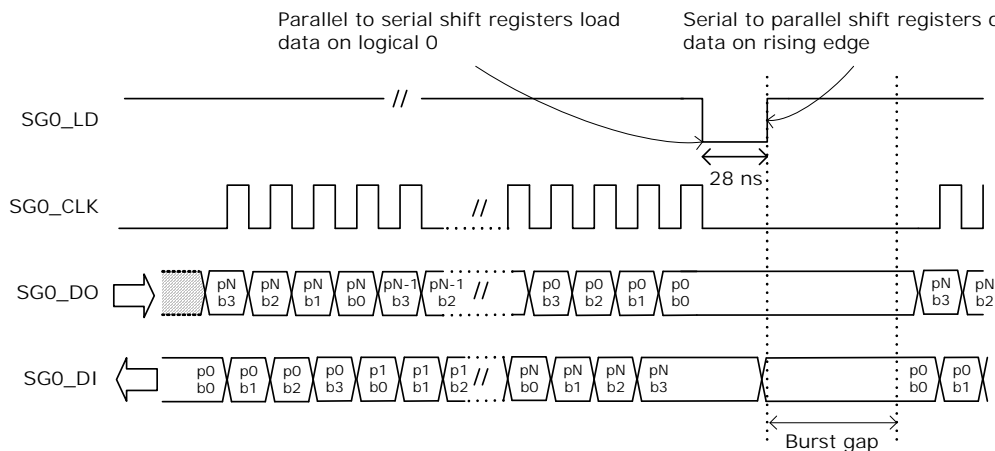 Parallel to serial shift registers load
data on logical 0
Serial to parallel shift registers
data on rising edge
SG0_LD
//
28 ns
SG0_CLK
//
SG0_DO
pN b3 pN b2 pN b1 pN b0 pN-1 b3 pN-1 b2 // p0 b3 p0 b2 p0 b1 p0 b0 pN b3 pN b2
SG0_DI
p0 b0 p0 b1 p0 b2 p0 b3 p1 b0 p1 b1 p1 b2 // pN b0 pN b1 pN b2 pN b3 p0 b0 p0 b1
Burst gap